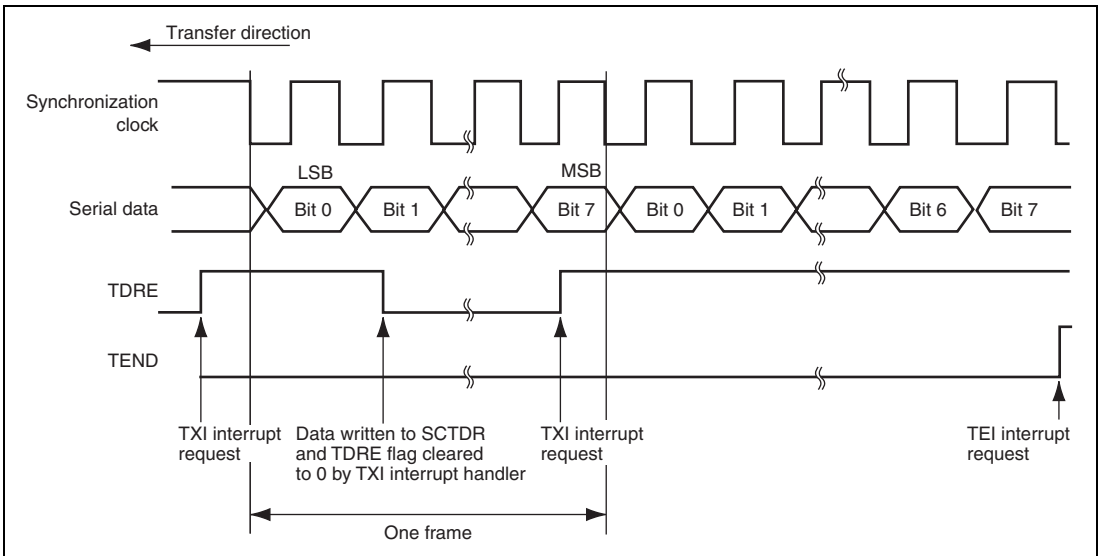 Transfer direction
Synchronization
clock
LSB
MSB
Serial data
Bit 0
Bit 1
Bit 7
Bit 0
Bit 1
Bit 6
Bit 7
TDRE
TEND
TXI interrupt
request
Data written to SCTDR
and TDRE flag cleared
to 0 by TXI interrupt handler
TXI interrupt
request
TEI interrupt
request
One frame